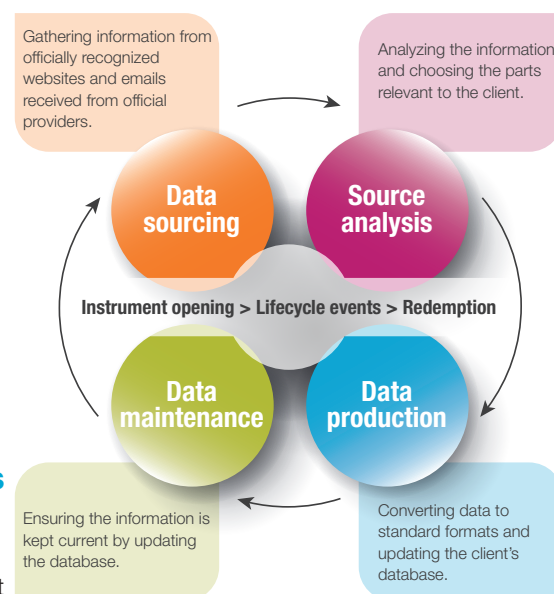 Gathering information from
officially recognized
websites and emails
received from official
providers.
Analyzing the information
and choosing the parts
relevant to the client.
Data
sourcing
Source
analysis
Instrument opening > Lifecycle events > Redemption
Data
maintenance
Data
production
Ensuring the information is
kept current by updating
the database.
Converting data to
standard formats and
updating the client's
database.